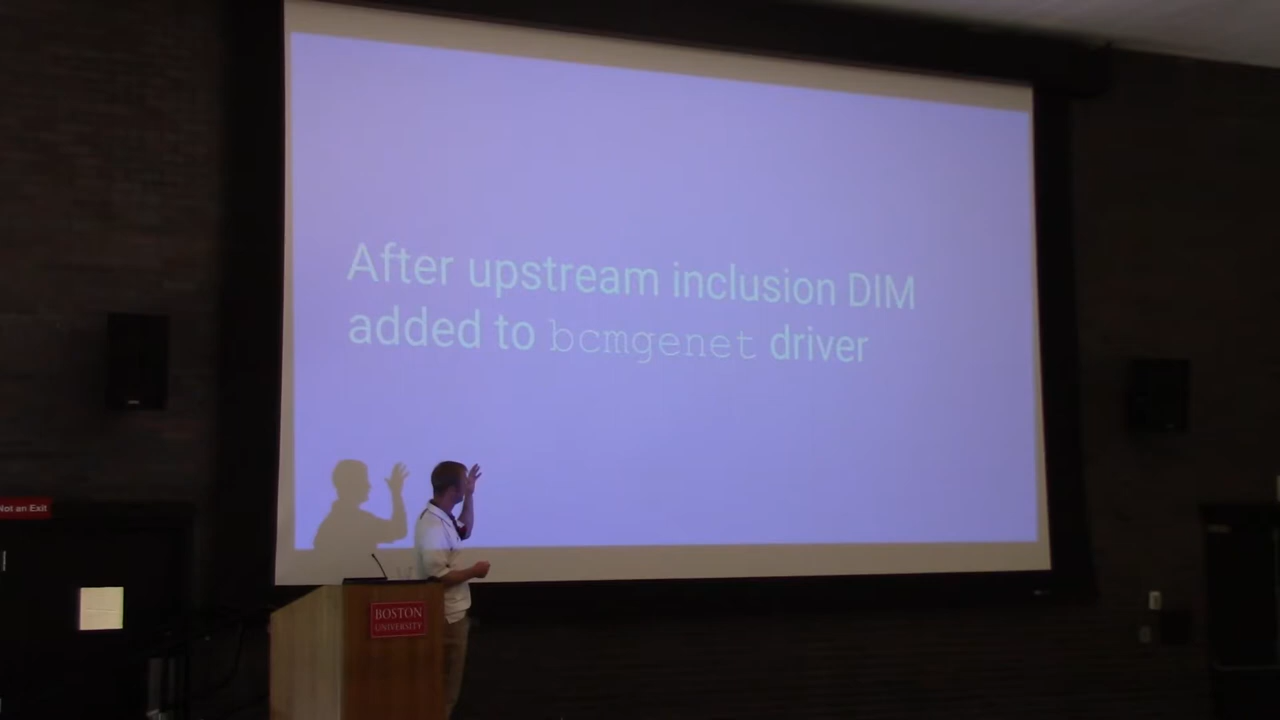 After upstream inclusion DIM
added to bcmgenet driver
Not an Exit
BOSTON
UNIVERSITY